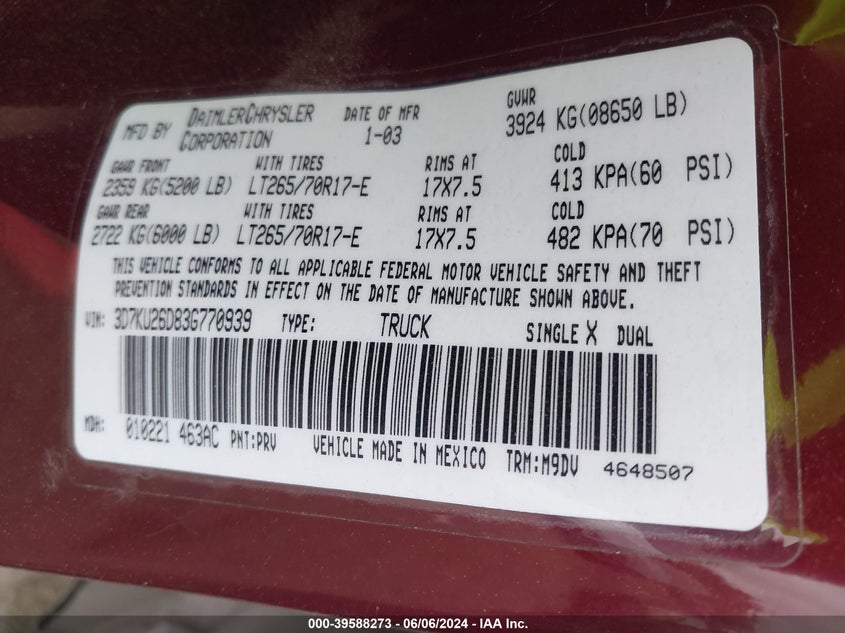 MFD BY DAIMLERCHRYSLER CORPORATION DATE OF MFR 1-03 GVWR 3924 KG(08650 LB)
GAWR FRONT WITH TIRES RIMS AT COLD
2359 KG(5200 LB) LT265/70R17-E 17X7.5 413 KPA(60 PSI)
GAWR REAR WITH TIRES RIMS AT COLD
2722 KG(6000 LB) LT265/70R17-E 17X7.5 482 KPA(70 PSI)
THIS VEHICLE CONFORMS TO ALL APPLICABLE FEDERAL MOTOR VEHICLE SAFETY AND THEFT
PREVENTION STANDARDS IN EFFECT ON THE DATE OF MANUFACTURE SHOWN ABOVE.
VIN: 3D7KU26D83G770939 TYPE: TRUCK SINGLE X DUAL
MDH: 010221 463AC PNT:PRV VEHICLE MADE IN MEXICO TRM:M9DV 4648507
000-39588273 - 06/06/2024 - IAA Inc.